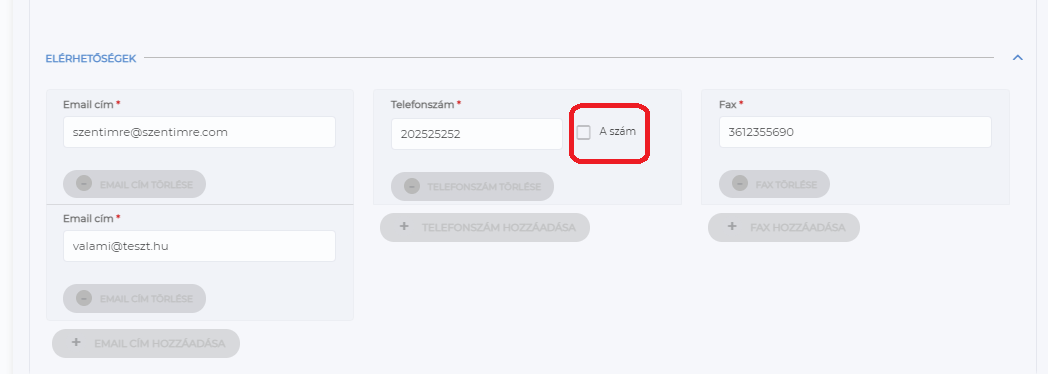 ELÉRHETŐSÉGEK
Email cím *
szentimre@szentimre.com
- EMAIL CÍM TÖRLÉSE
Email cím *
valami@teszt.hu
- EMAIL CÍM TÖRLÉSE
+ EMAIL CÍM HOZZÁADÁSA
Telefonszám *
202525252
A szám
- TELEFONSZÁM TÖRLÉSE
+ TELEFONSZÁM HOZZÁADÁSA
Fax *
3612355690
- FAX TÖRLÉSE
+ FAX HOZZÁADÁSA